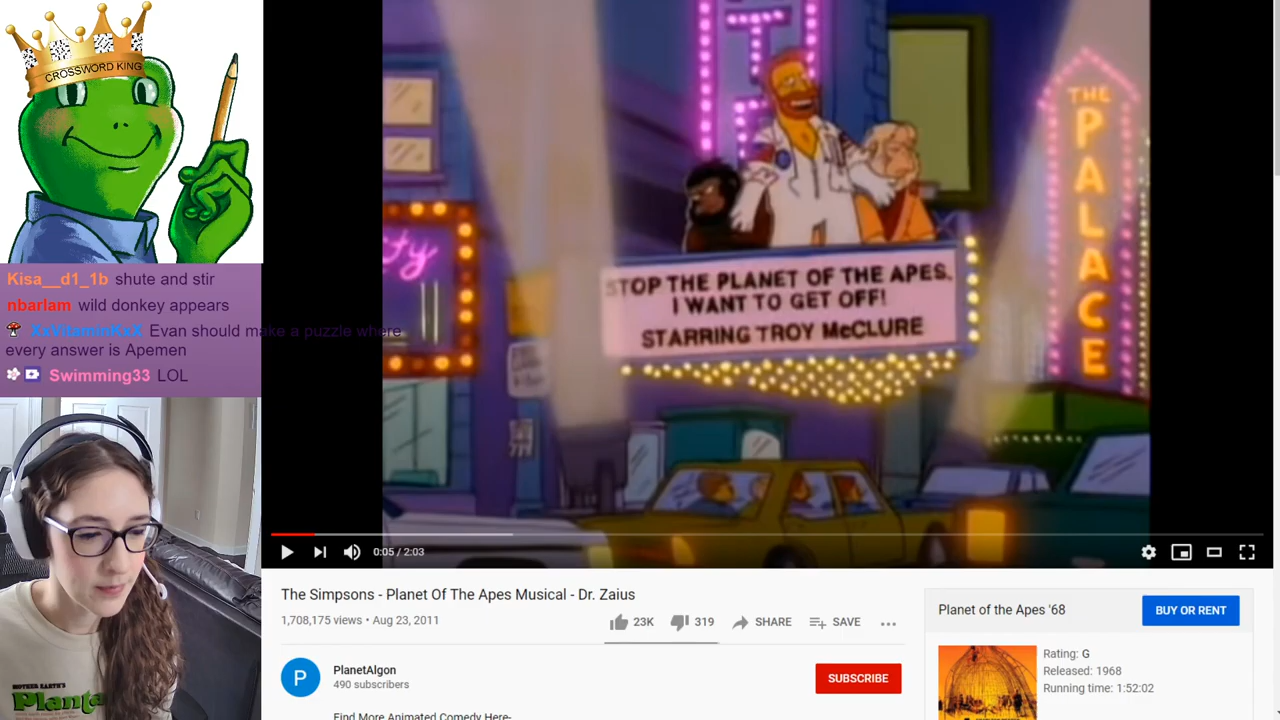 CROSSWORD KING
Kisa__d1_1b shute and stir
nbarlam wild donkey appears
XxVitaminKxX Evan should make a puzzle where
every answer is Apemen
Swimming33 LOL
MOTHER EARTH'S
Planta
THE
PALACE
STOP THE PLANET OF THE APES.
I WANT TO GET OFF!
STARRING TROY McCLURE
0:05 / 2:03
The Simpsons - Planet Of The Apes Musical - Dr. Zaius
1,708,175 views • Aug 23, 2011
23K 319 SHARE SAVE
P PlanetAlgon
490 subscribers
SUBSCRIBE
Find More Animated Comedy Here-
Planet of the Apes '68
BUY OR RENT
Rating: G
Released: 1968
Running time: 1:52:02